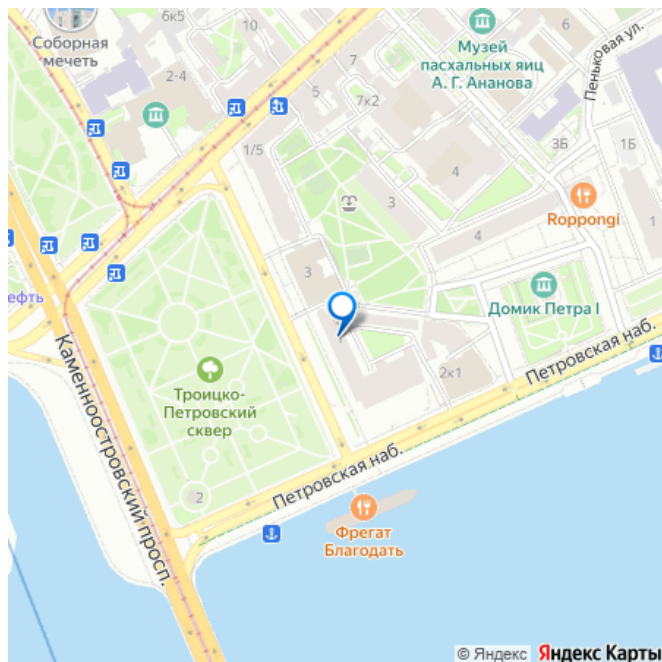 6к5
10
6
Соборная
мечеть
2-4
7
5
7к2
Музей
пасхальных яиц
А. Г. Ананова
Пеньковая ул.
1/5
4
3Б
1Б
3
Roppongi
4
1
3
ефть
Домик Петра I
Каменноостровский просп.
Троицко-
Петровский
сквер
2к1
Петровская наб.
2
Петровская наб.
Фрегат
Благодать
© Яндекс Яндекс Карты